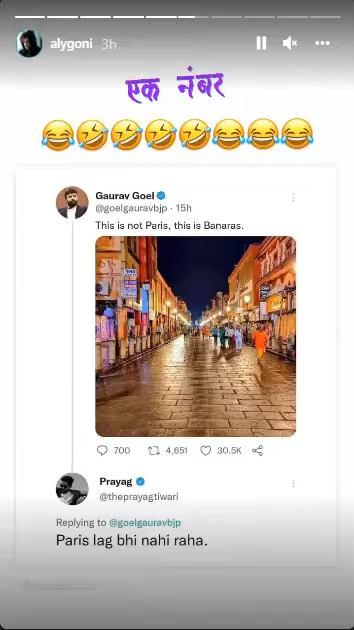 alygoni 3h
एक नंबर
Gaurav Goel
@goelgauravbjp · 15h
This is not Paris, this is Banaras.
700 4,651 30.5K
Prayag
@theprayagtiwari
Replying to @goelgauravbjp
Paris lag bhi nahi raha.